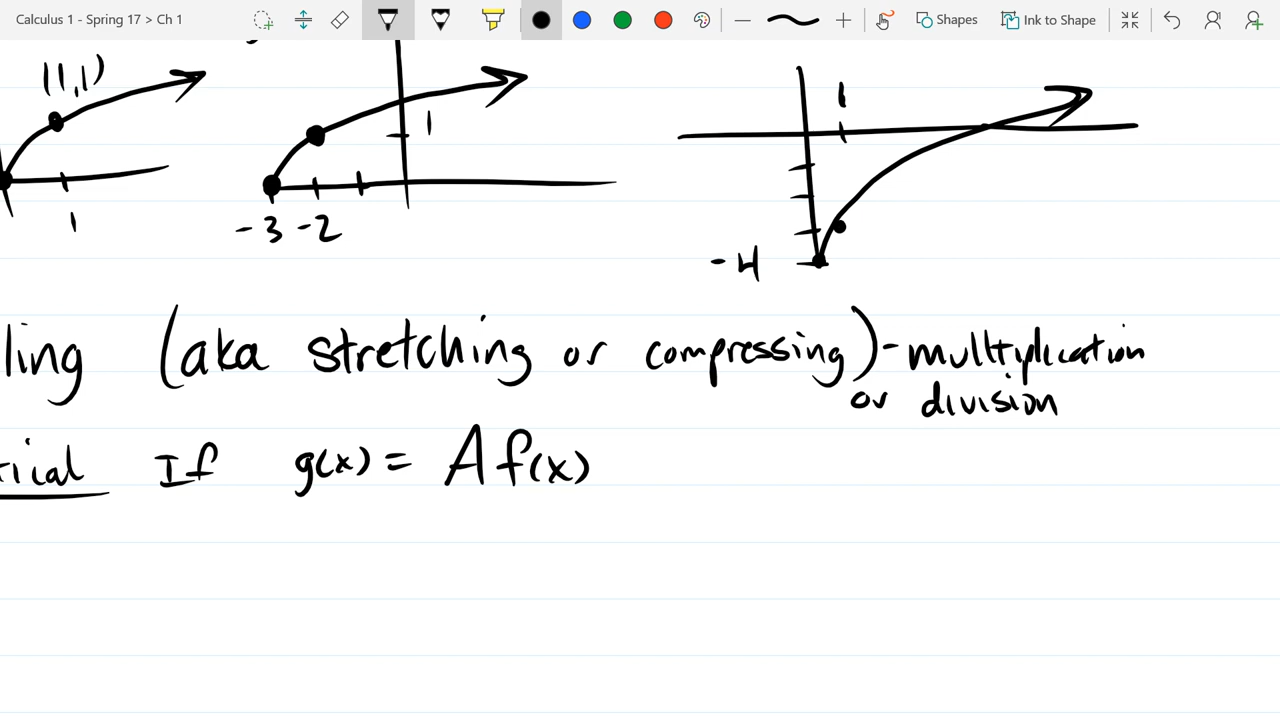 Calculus 1 - Spring 17 > Ch 1
Shapes
Ink to Shape
(1,1)
1
1
1
-3 -2
1
-4
ling (aka stretching or compressing) - multiplication
or division
tical If g(x) = A f(x)